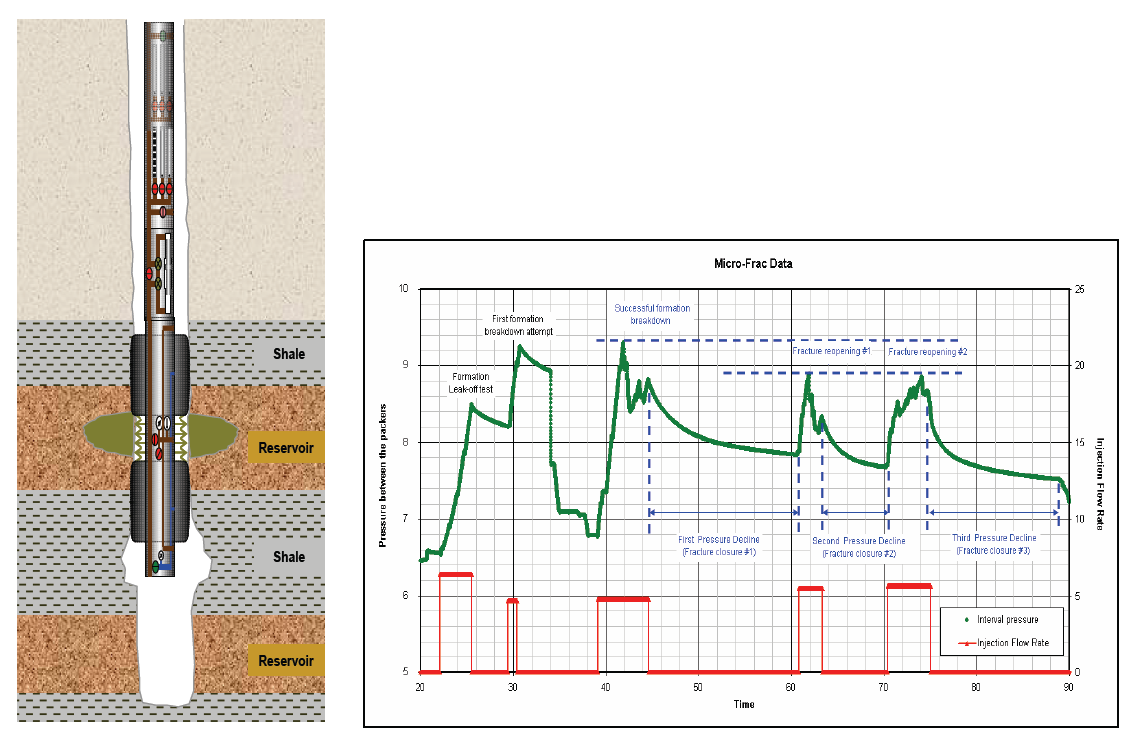 Shale
Reservoir
Shale
Reservoir
Micro-Frac Data
Pressure between the packers
10
9
8
7
6
5
First formation
breakdown attempt
Formation
Leak-off test
Successful formation
breakdown
Fracture reopening #1
Fracture reopening #2
First Pressure Decline
(Fracture closure #1)
Second Pressure Decline
(Fracture closure #2)
Third Pressure Decline
(Fracture closure #3)
Interval pressure
Injection Flow Rate
25
20
15
10
5
0
Injection Flow Rate
20 30 40 50 60 70 80 90
Time